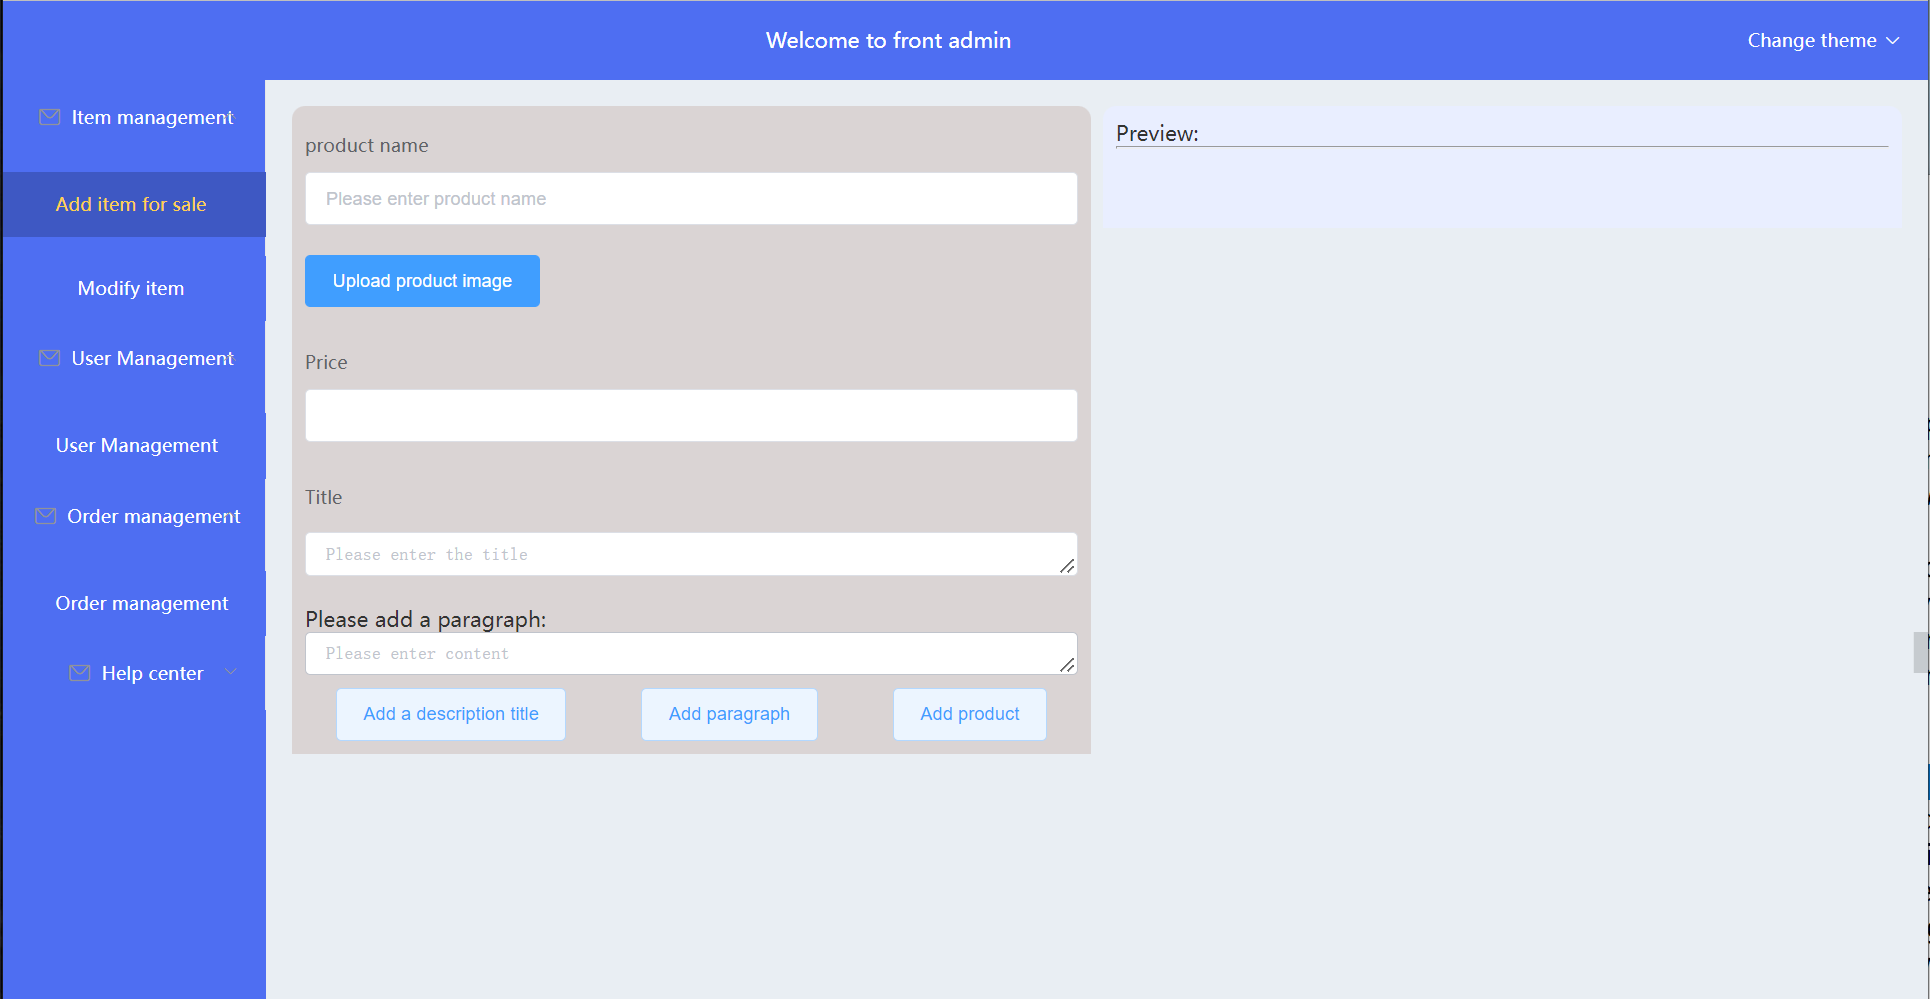 Welcome to front admin
Change theme
Item management
Add item for sale
Modify item
User Management
User Management
Order management
Order management
Help center
product name
Please enter product name
Upload product image
Price
Title
Please enter the title
Please add a paragraph:
Please enter content
Add a description title
Add paragraph
Add product
Preview: